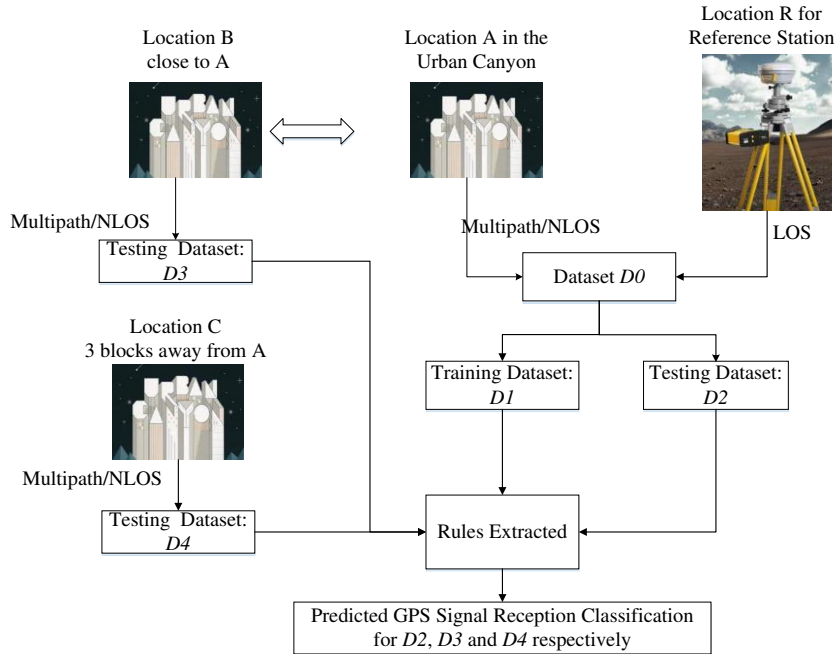 Location B
close to A
Location A in the
Urban Canyon
Location R for
Reference Station
URBAN
CANYON
URBAN
CANYON
Multipath/NLOS
Multipath/NLOS
LOS
Testing Dataset:
D3
Dataset D0
Location C
3 blocks away from A
URBAN
CANYON
Training Dataset:
D1
Testing Dataset:
D2
Multipath/NLOS
Testing Dataset:
D4
Rules Extracted
Predicted GPS Signal Reception Classification
for D2, D3 and D4 respectively